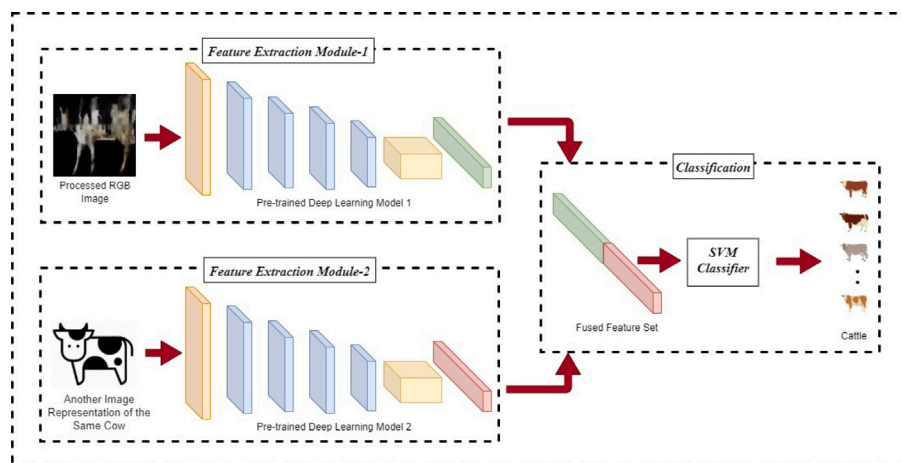 Feature Extraction Module-1
Processed RGB
Image
Pre-trained Deep Learning Model 1
Feature Extraction Module-2
Another Image
Representation of the
Same Cow
Pre-trained Deep Learning Model 2
Classification
SVM
Classifier
Fused Feature Set
Cattle